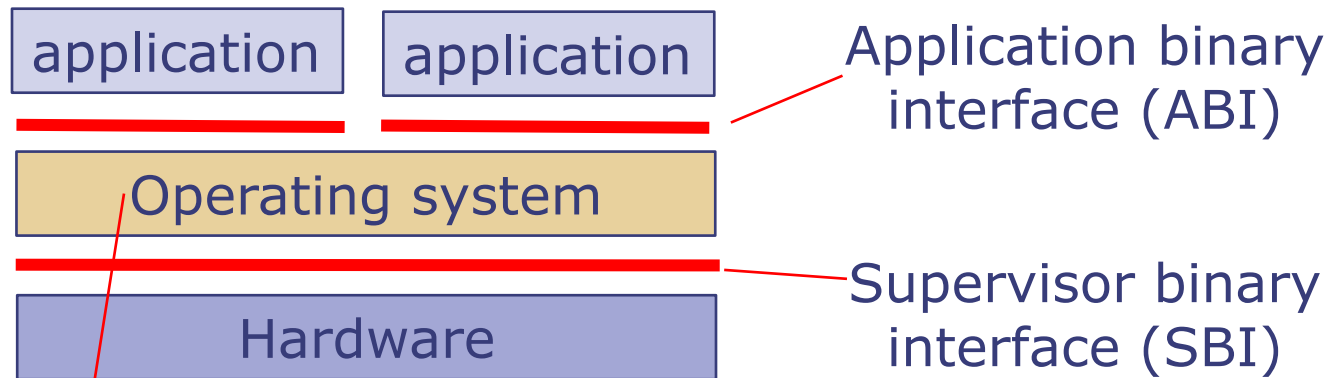 application
application
Application binary
interface (ABI)
Operating system
Supervisor binary
interface (SBI)
Hardware